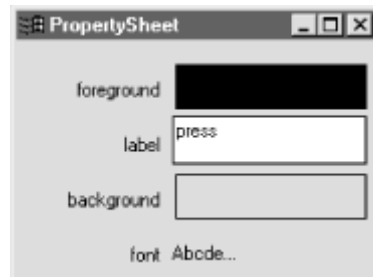 PropertySheet
foreground
label press
background
font Abcde...